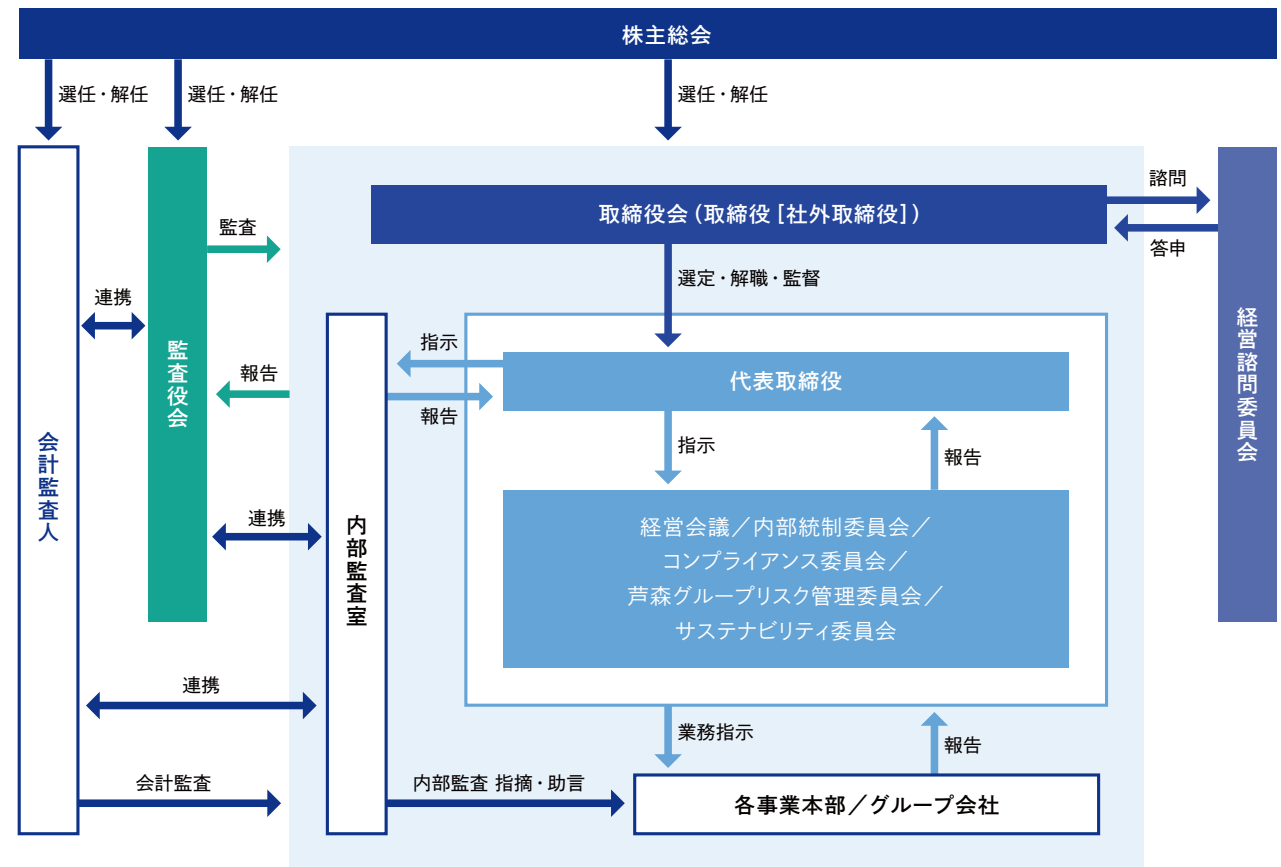 株主総会
選任・解任
選任・解任
選任・解任
取締役会（取締役［社外取締役］）
諮問
答申
監査
選定・解職・監督
連携
指示
報告
代表取締役
報告
指示
報告
監査役会
会計監査人
経営諮問委員会
連携
内部監査室
経営会議／内部統制委員会／
コンプライアンス委員会／
芦森グループリスク管理委員会／
サステナビリティ委員会
連携
業務指示
報告
会計監査
内部監査 指摘・助言
各事業本部／グループ会社